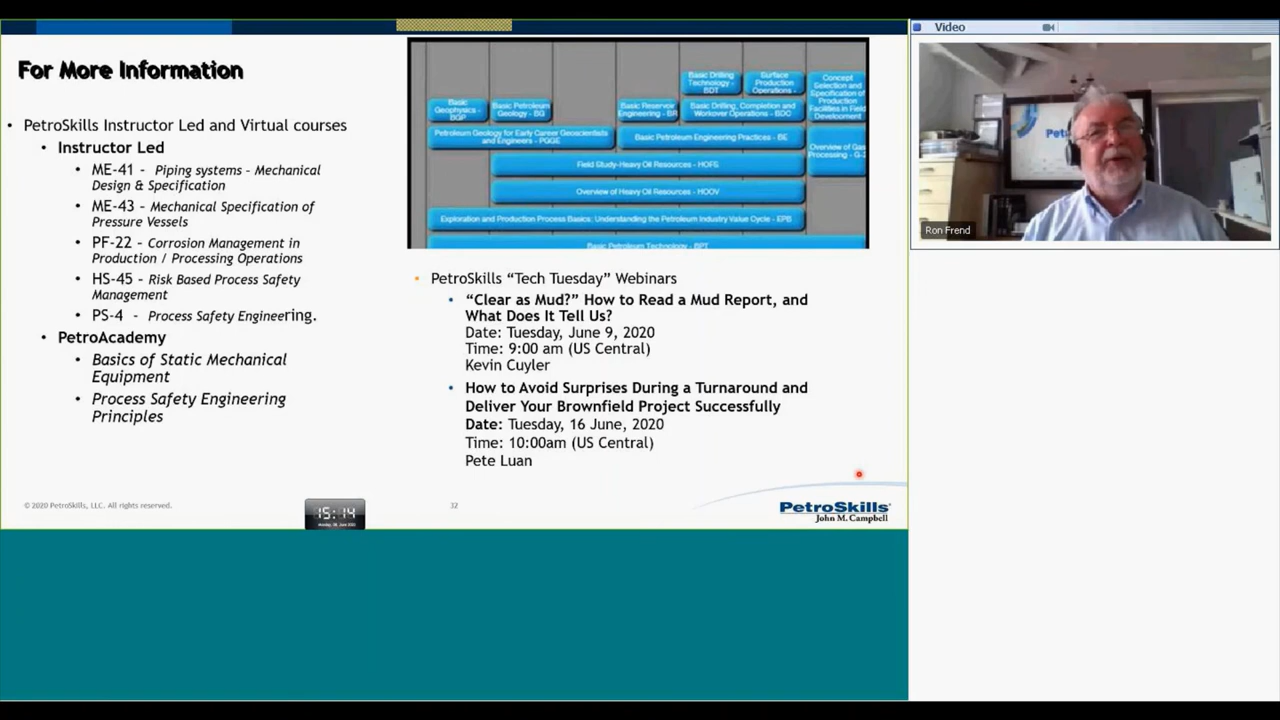 For More Information
• PetroSkills Instructor Led and Virtual courses
• Instructor Led
• ME-41 - Piping systems – Mechanical
Design & Specification
• ME-43 – Mechanical Specification of
Pressure Vessels
• PF-22 – Corrosion Management in
Production / Processing Operations
• HS-45 – Risk Based Process Safety
Management
• PS-4 - Process Safety Engineering.
• PetroAcademy
• Basics of Static Mechanical
Equipment
• Process Safety Engineering
Principles
Basic Drilling
Technology -
BDT
Surface
Production
Operations -
Concept
Selection and
Specification of
Production
Facilities in Field
Development
Basic
Geophysics -
BGP
Basic Petroleum
Geology - BG
Basic Reservoir
Engineering - BR
Basic Drilling, Completion and
Workover Operations - BDC
Petroleum Geology for Early Career Geoscientists
and Engineers - PGGE
Basic Petroleum Engineering Practices - BE
Overview of Gas
Processing - G-
Field Study-Heavy Oil Resources - HOFS
Overview of Heavy Oil Resources - HOOV
Exploration and Production Process Basics: Understanding the Petroleum Industry Value Cycle - EPB
Basic Petroleum Technology - BPT
• PetroSkills “Tech Tuesday” Webinars
• “Clear as Mud?” How to Read a Mud Report, and
What Does It Tell Us?
Date: Tuesday, June 9, 2020
Time: 9:00 am (US Central)
Kevin Cuyler
• How to Avoid Surprises During a Turnaround and
Deliver Your Brownfield Project Successfully
Date: Tuesday, 16 June, 2020
Time: 10:00am (US Central)
Pete Luan
© 2020 PetroSkills, LLC. All rights reserved.
15:14
32
PetroSkills
John M. Campbell
Video
Pet
Ron Frend